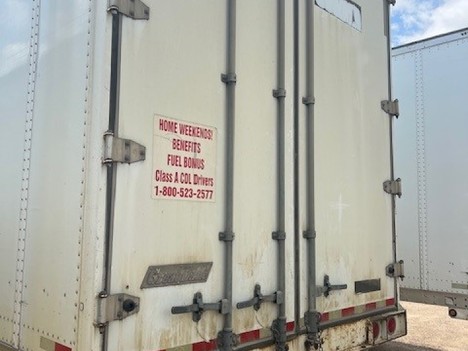 HOME WEEKENDS!
BENEFITS
FUEL BONUS
Class A CDL Drivers
1-800-523-2577